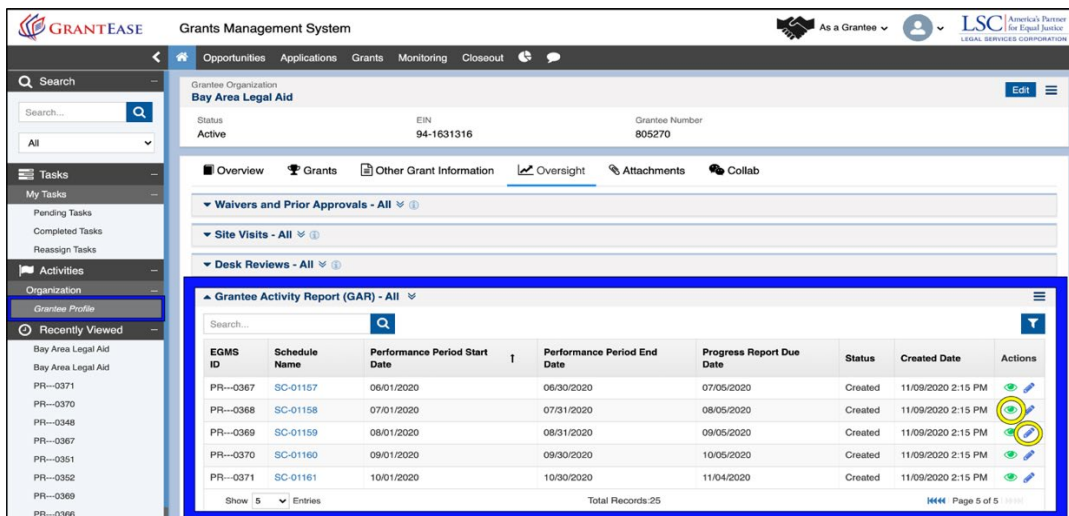 GRANTEASE
Grants Management System
As a Grantee
LSC America's Partner for Equal Justice
LEGAL SERVICES CORPORATION
Opportunities Applications Grants Monitoring Closeout
Search
Search...
All
Tasks
My Tasks
Pending Tasks
Completed Tasks
Reassign Tasks
Activities
Organization
Grantee Profile
Recently Viewed
Bay Area Legal Aid
Bay Area Legal Aid
PR---0371
PR---0370
PR---0348
PR---0367
PR---0351
PR---0352
PR---0369
PR---0366
Grantee Organization
Bay Area Legal Aid
Edit
Status EIN Grantee Number
Active 94-1631316 805270
Overview Grants Other Grant Information Oversight Attachments Collab
Waivers and Prior Approvals - All
Site Visits - All
Desk Reviews - All
Grantee Activity Report (GAR) - All
Search...
EGMS ID Schedule Name Performance Period Start Date Performance Period End Date Progress Report Due Date Status Created Date Actions
PR---0367 SC-01157 06/01/2020 06/30/2020 07/05/2020 Created 11/09/2020 2:15 PM
PR---0368 SC-01158 07/01/2020 07/31/2020 08/05/2020 Created 11/09/2020 2:15 PM
PR---0369 SC-01159 08/01/2020 08/31/2020 09/05/2020 Created 11/09/2020 2:15 PM
PR---0370 SC-01160 09/01/2020 09/30/2020 10/05/2020 Created 11/09/2020 2:15 PM
PR---0371 SC-01161 10/01/2020 10/30/2020 11/04/2020 Created 11/09/2020 2:15 PM
Show 5 Entries Total Records:25 Page 5 of 5